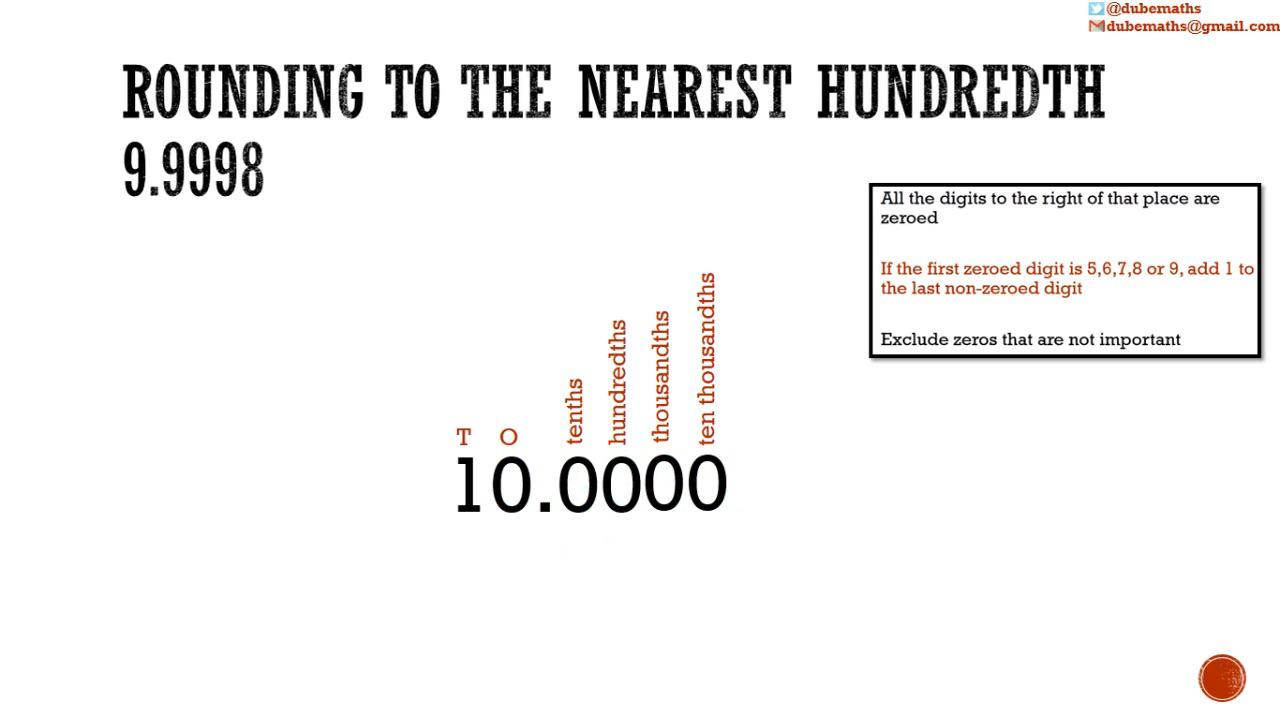 @dubemaths
dubemaths@gmail.com
ROUNDING TO THE NEAREST HUNDREDTH
9.9998
All the digits to the right of that place are
zeroed
If the first zeroed digit is 5,6,7,8 or 9, add 1 to
the last non-zeroed digit
Exclude zeros that are not important
T O tenths hundredths thousandths ten thousandths
10.0000